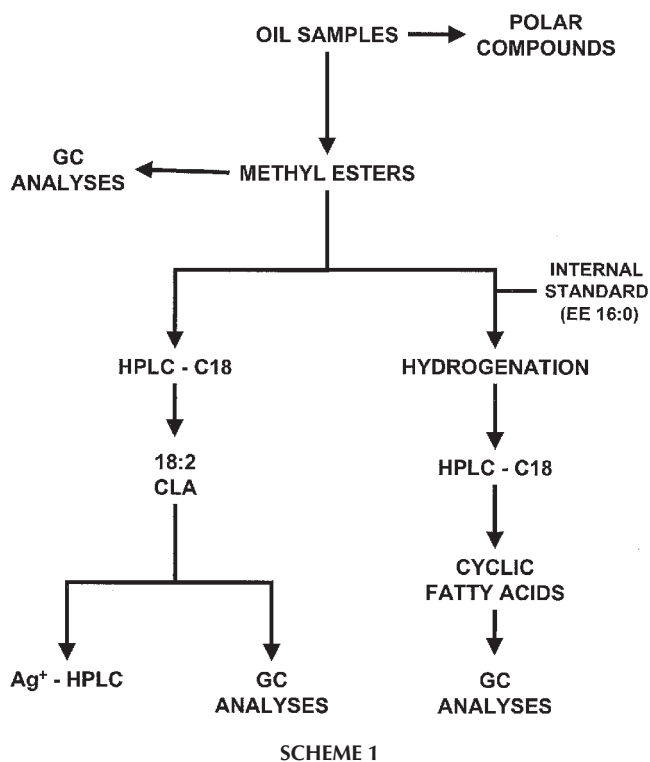 OIL SAMPLES
POLAR
COMPOUNDS
GC
ANALYSES
METHYL ESTERS
INTERNAL
STANDARD
(EE 16:0)
HPLC - C18
HYDROGENATION
18:2
CLA
HPLC - C18
CYCLIC
FATTY ACIDS
Ag⁺ - HPLC
GC
ANALYSES
GC
ANALYSES
SCHEME 1